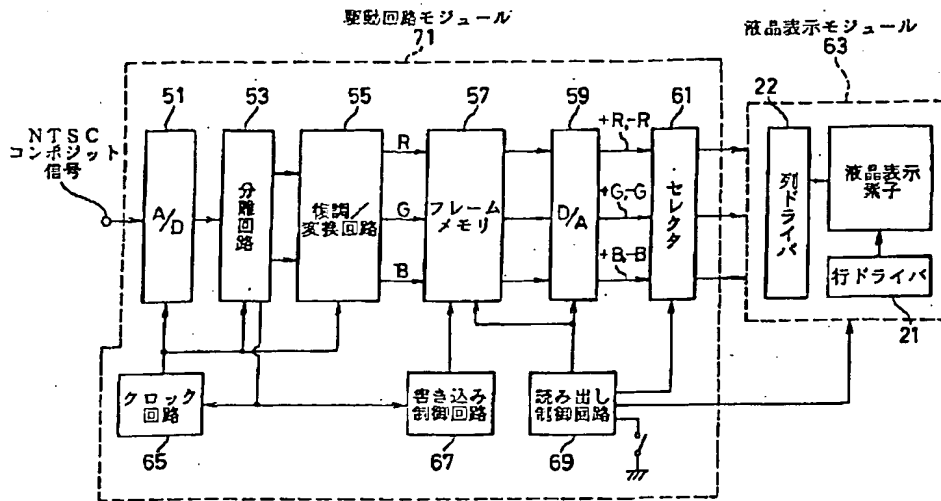 駆動回路モジュール
71
液晶表示モジュール
63
51
53
55
57
59
61
22
NTSC
コンポジット
信号
A/D
分離回路
復調/
変換回路
R
G
B
フレーム
メモリ
D/A
+R,-R
+G,-G
+B,-B
セレクタ
列ドライバ
液晶表示
素子
行ドライバ
21
クロック
回路
65
書き込み
制御回路
67
読み出し
制御回路
69